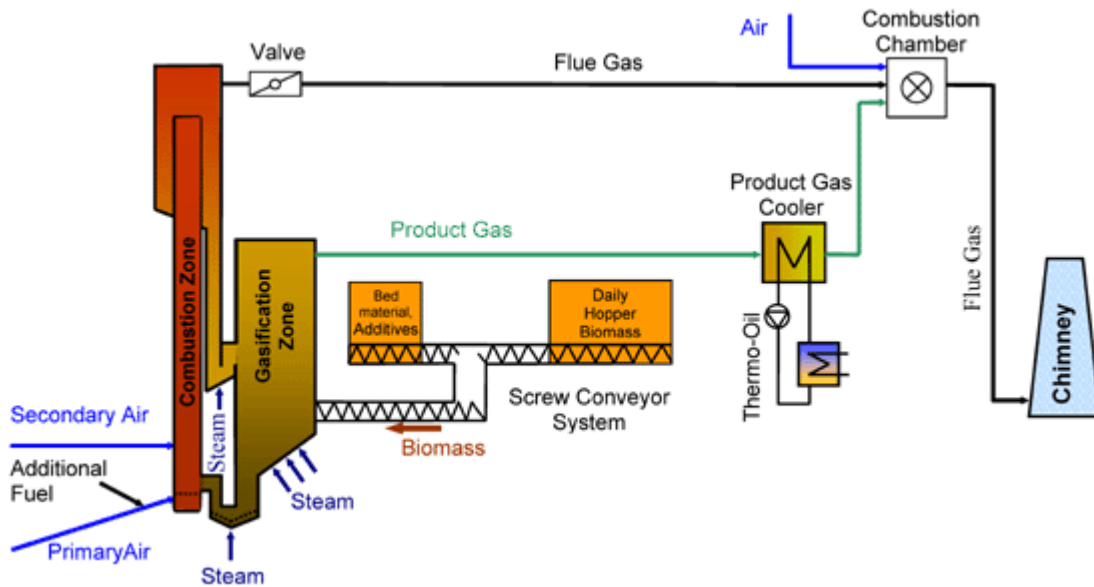 Air
Combustion
Chamber
Valve
Flue Gas
Product Gas
Cooler
Product Gas
Combustion Zone
Gasification
Zone
Bed
material,
Additives
Daily
Hopper
Biomass
Thermo-Oil
Flue Gas
Chimney
Screw Conveyor
System
Secondary Air
Steam
Biomass
Additional
Fuel
Steam
PrimaryAir
Steam